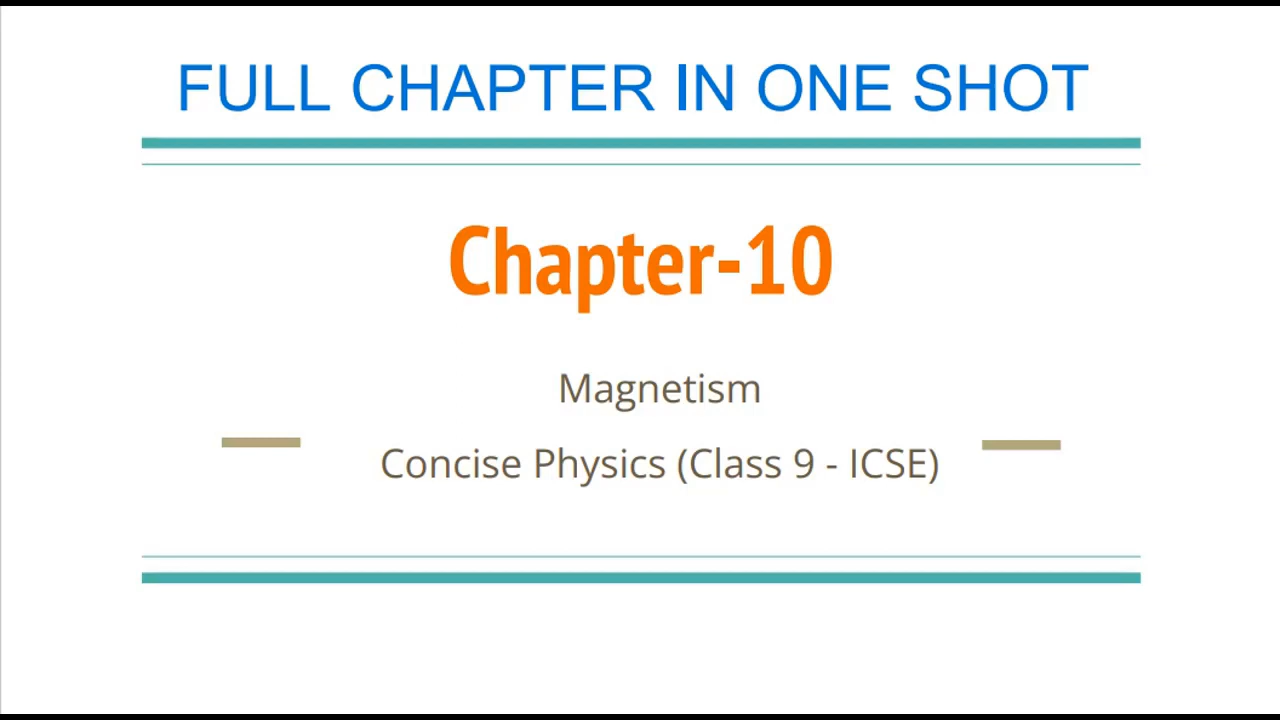 FULL CHAPTER IN ONE SHOT
Chapter-10
Magnetism
Concise Physics (Class 9 - ICSE)